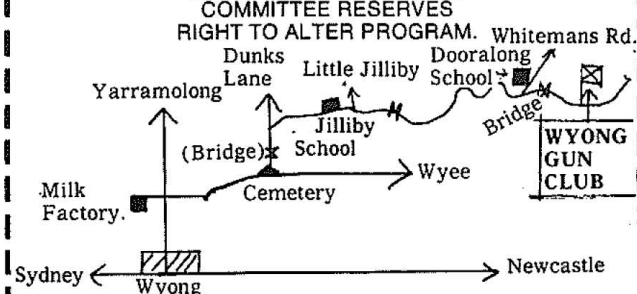 COMMITTEE RESERVES
RIGHT TO ALTER PROGRAM.
Whitemans Rd.
Dunks
Lane
Little Jilliby
Dooralong
School
Yarramolong
Jilliby
School
Bridge
(Bridge)
WYONG
GUN
CLUB
Cemetery
Wyee
Milk
Factory.
Sydney
Wyong
Newcastle